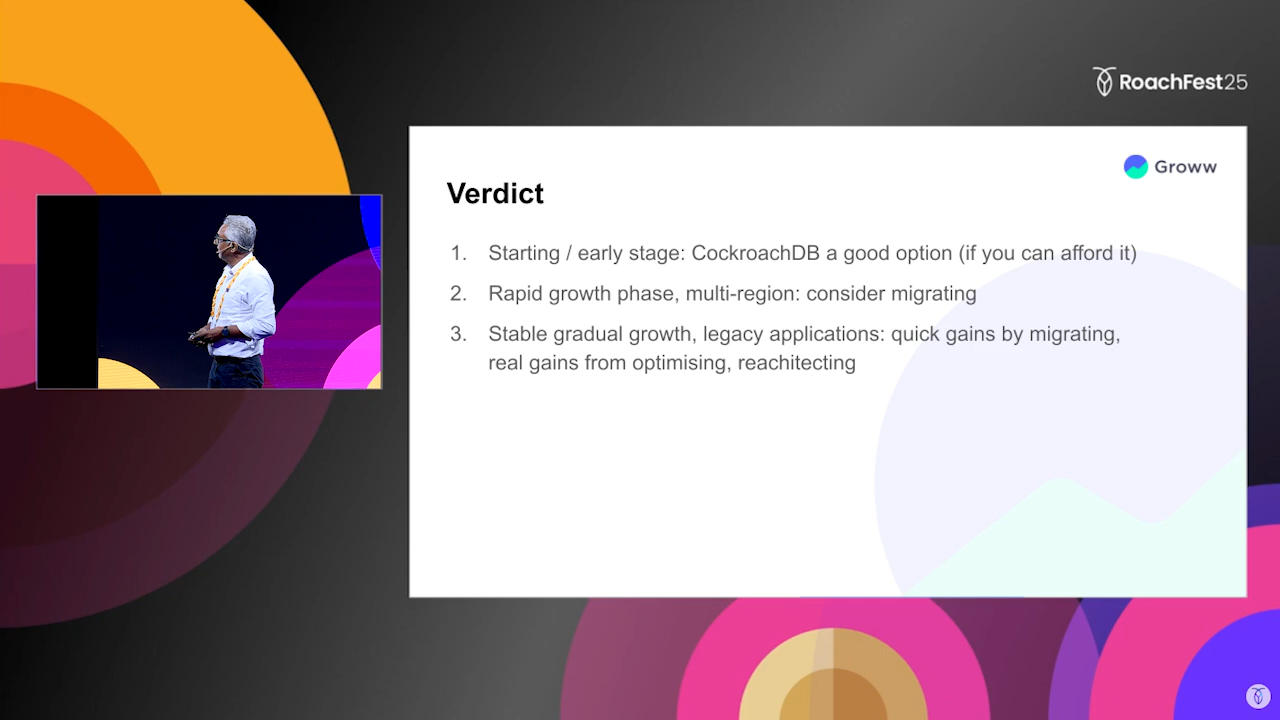 RoachFest25
Groww
Verdict
1. Starting / early stage: CockroachDB a good option (if you can afford it)
2. Rapid growth phase, multi-region: consider migrating
3. Stable gradual growth, legacy applications: quick gains by migrating,
real gains from optimising, reachitecting